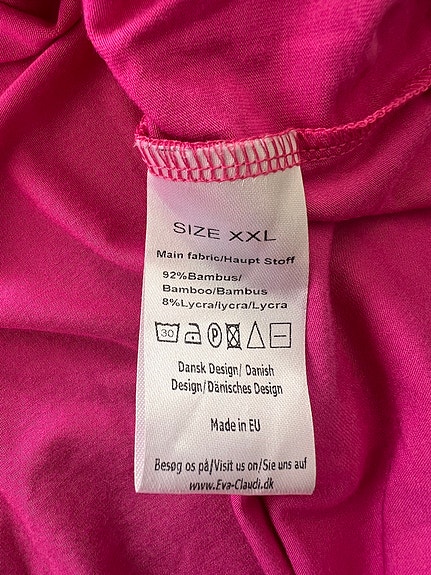 SIZE XXL
Main fabric/Haupt Stoff
92%Bambus/
Bamboo/Bambus
8%Lycra/lycra/Lycra
30 P
Dansk Design/ Danish
Design/Dänisches Design
Made in EU
Besøg os på/Visit us on/Sie uns auf
www.Eva-Claudi.dk